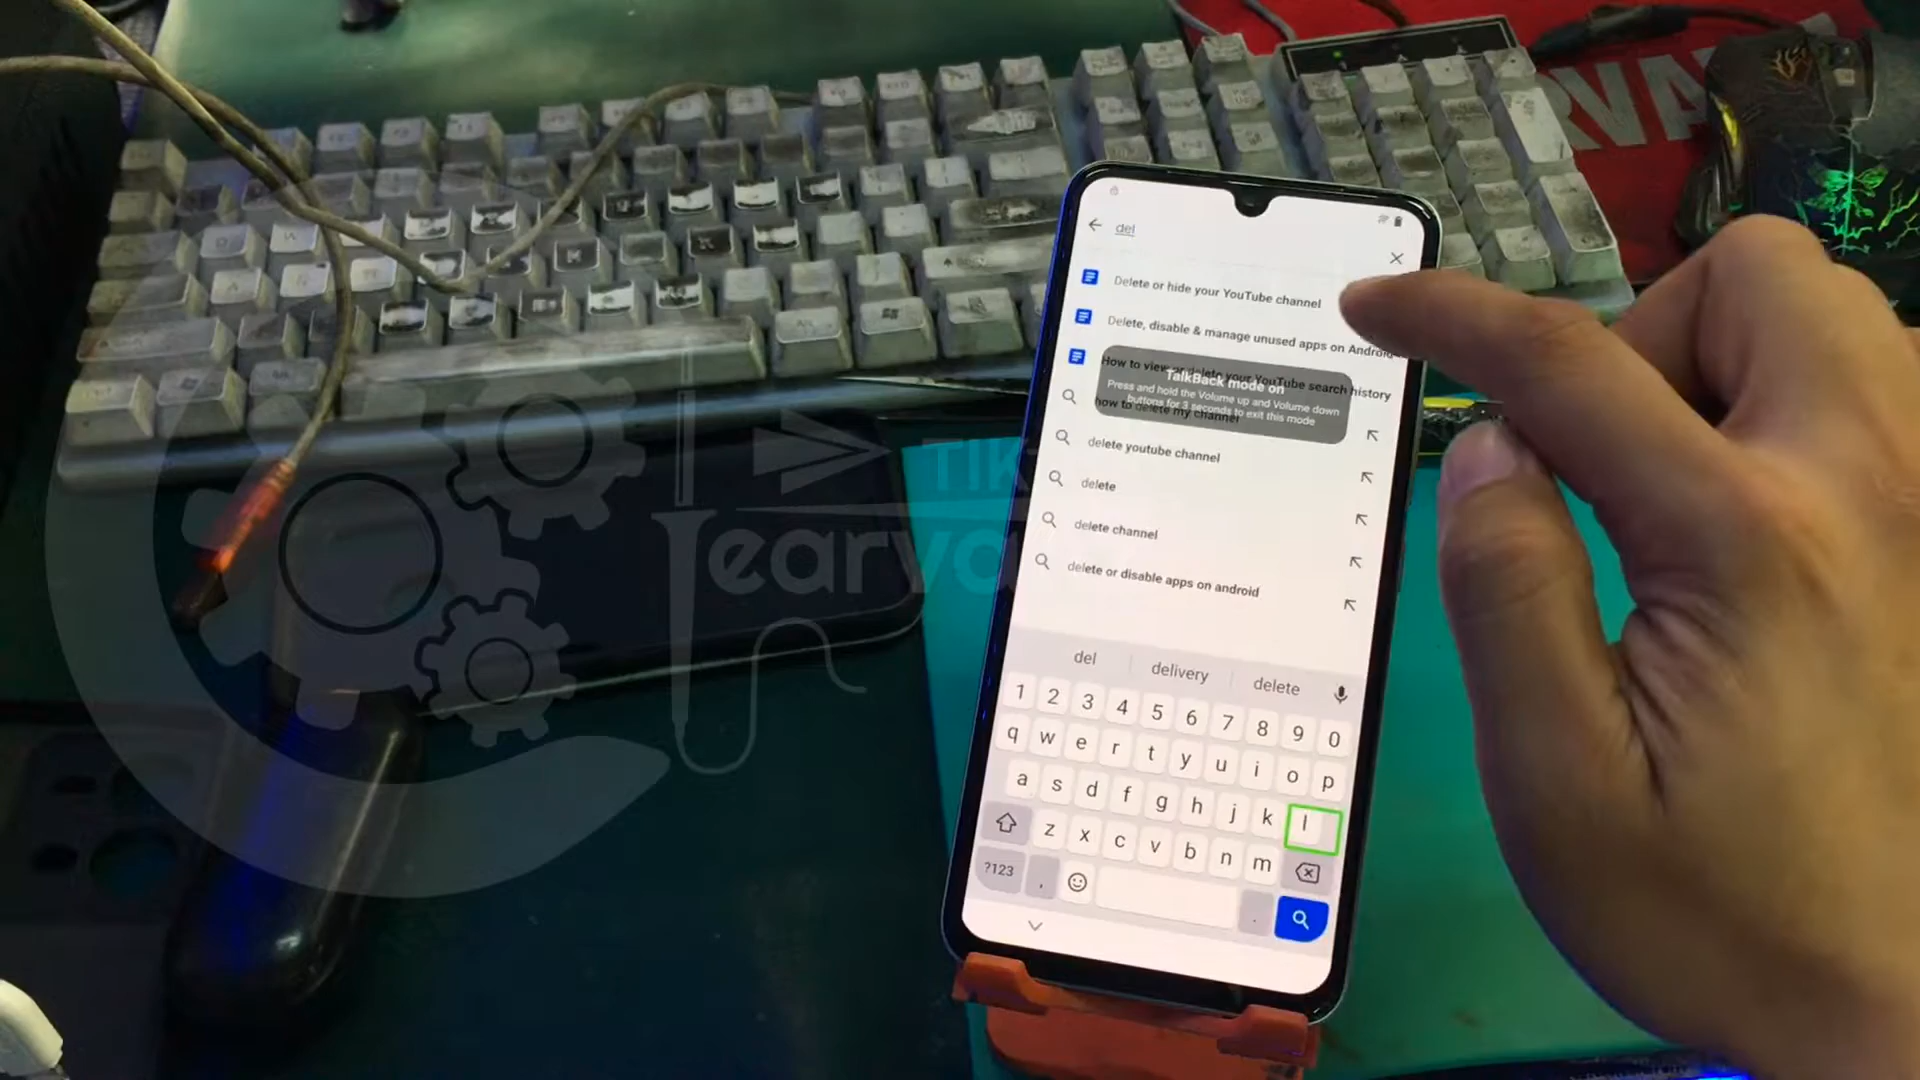 RVA
del
Delete or hide your YouTube channel
Delete, disable & manage unused apps on Android
How to view or delete your YouTube search history
TalkBack mode on
Press and hold the Volume up and Volume down
buttons for 3 seconds to exit this mode
how to delete my channel
delete youtube channel
delete
delete channel
delete or disable apps on android
TIK
earva
del delivery delete
1 2 3 4 5 6 7 8 9 0
q w e r t y u i o p
a s d f g h j k l
z x c v b n m
?123 , .